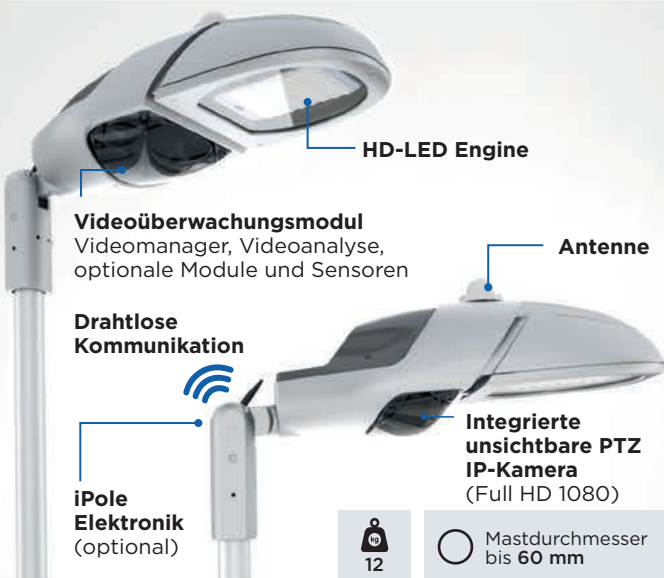 HD-LED Engine
Videoüberwachungsmodul
Videomanager, Videoanalyse,
optionale Module und Sensoren
Antenne
Drahtlose
Kommunikation
Integrierte
unsichtbare PTZ
IP-Kamera
(Full HD 1080)
iPole
Elektronik
(optional)
kg
12
Mastdurchmesser
bis 60 mm